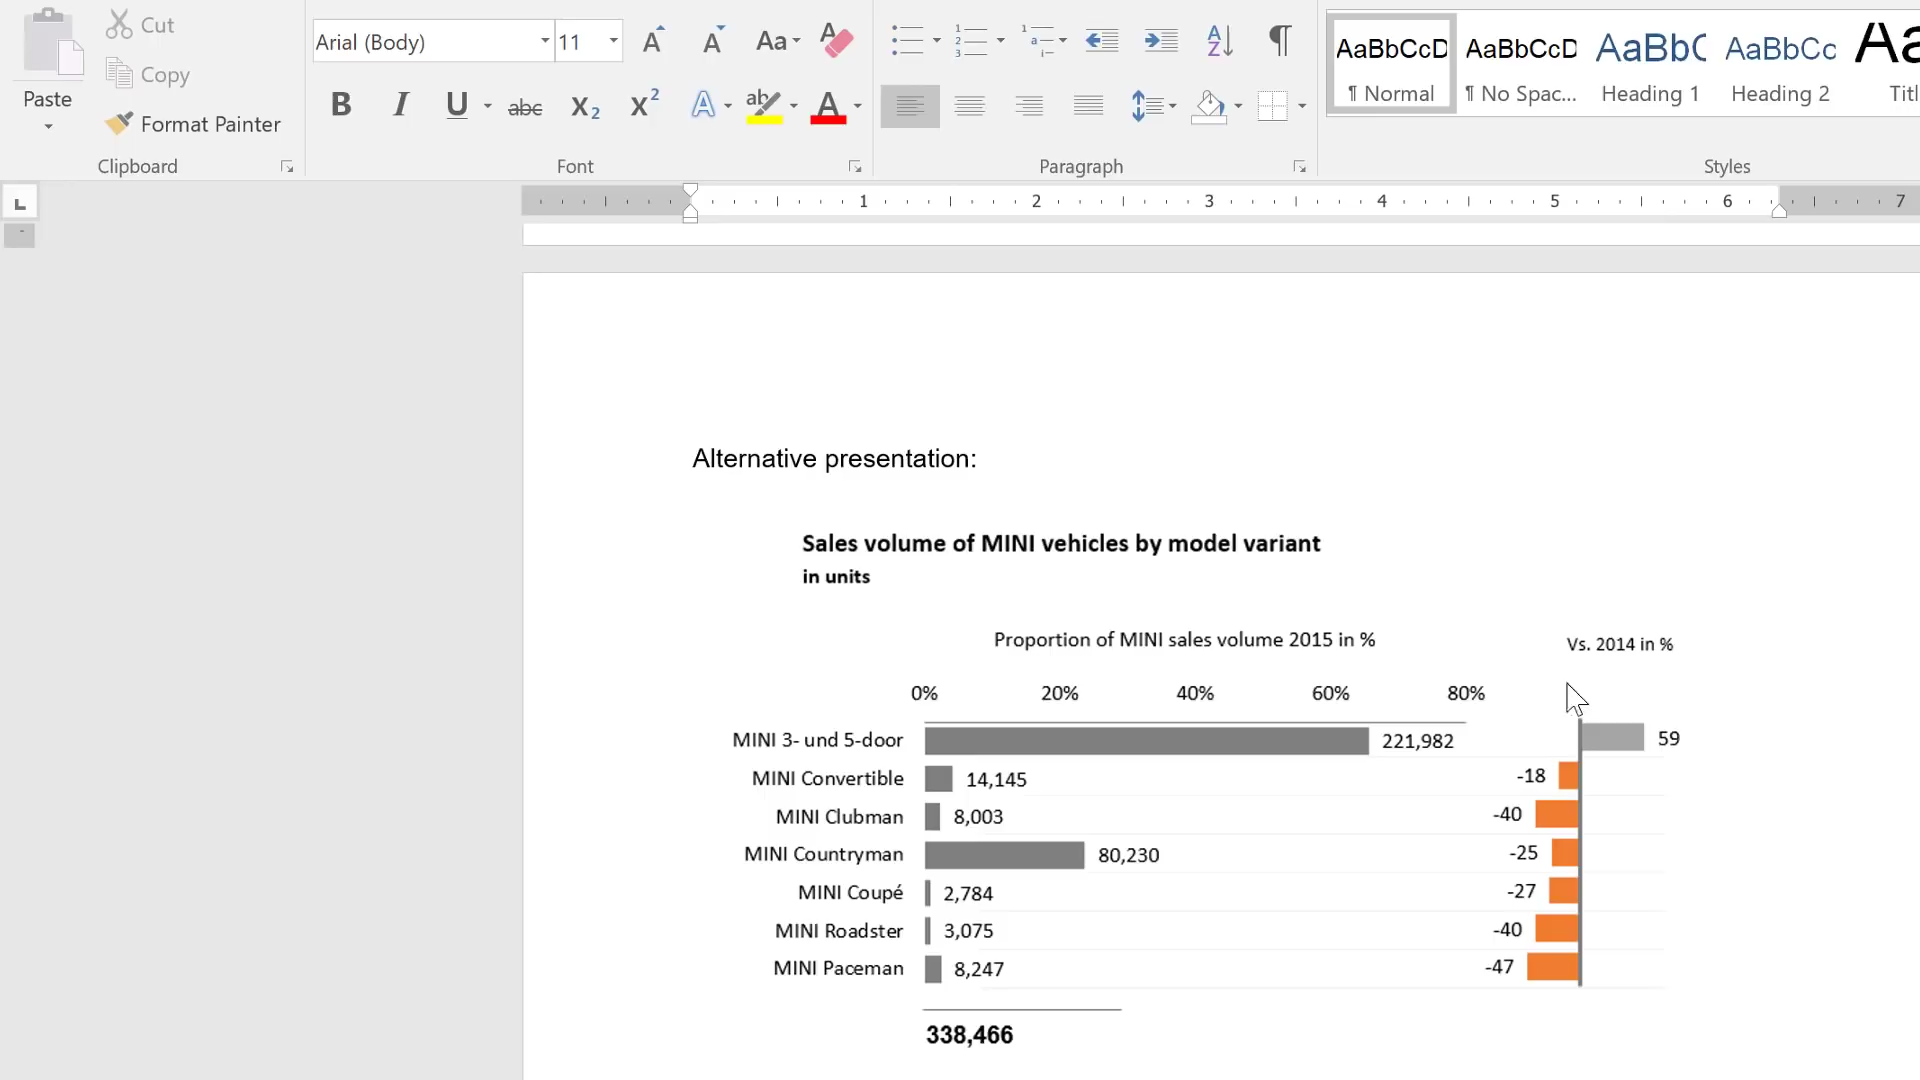 Cut
Copy
Paste
Format Painter
Clipboard
Arial (Body) 11
Aa
B I U abc X2 X2 A ab A
Font
A Z ¶
Paragraph
AaBbCcD AaBbCcD AaBbC AaBbCc Aa
¶ Normal ¶ No Spac... Heading 1 Heading 2 Titl
Styles
L 1 2 3 4 5 6 7
Alternative presentation:
Sales volume of MINI vehicles by model variant
in units
Proportion of MINI sales volume 2015 in % Vs. 2014 in %
0% 20% 40% 60% 80%
MINI 3- und 5-door 221,982 59
MINI Convertible 14,145 -18
MINI Clubman 8,003 -40
MINI Countryman 80,230 -25
MINI Coupé 2,784 -27
MINI Roadster 3,075 -40
MINI Paceman 8,247 -47
338,466